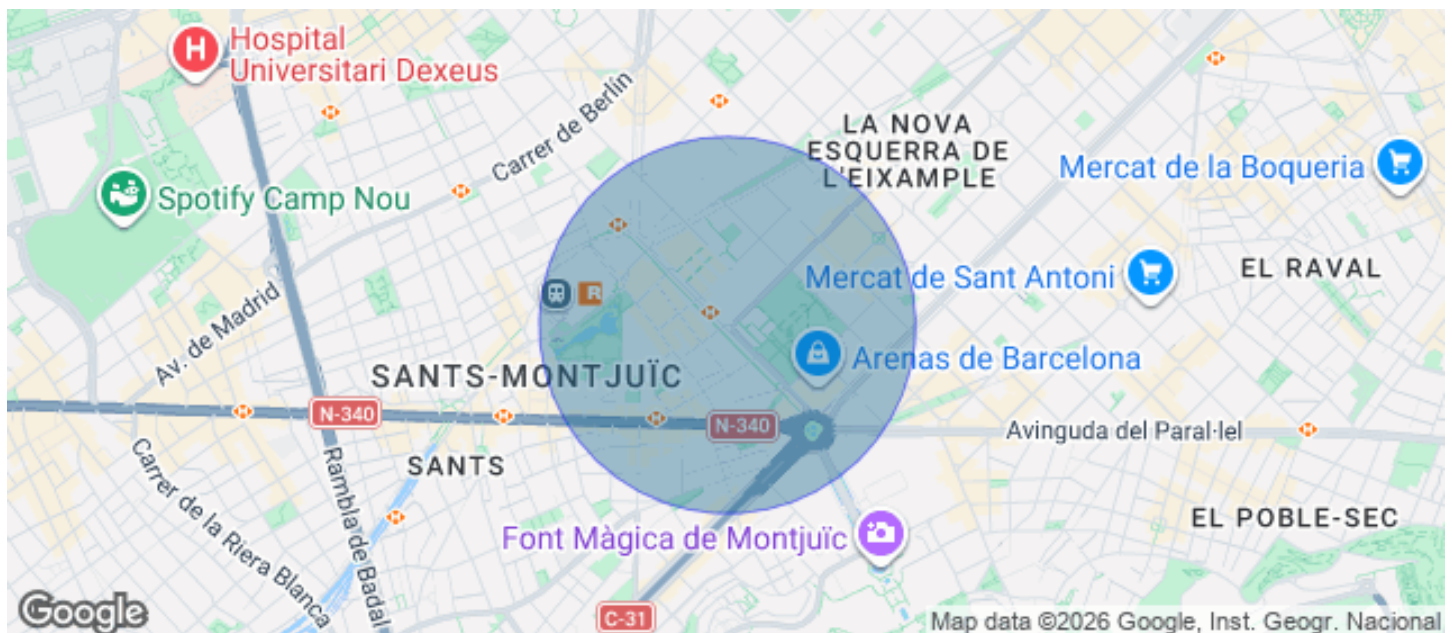 H
Hospital
Universitari Dexeus
Carrer de Berlín
LA NOVA
ESQUERRA DE
L'EIXAMPLE
Mercat de la Boqueria
Spotify Camp Nou
Mercat de Sant Antoni
EL RAVAL
R
Av. de Madrid
Arenas de Barcelona
SANTS-MONTJUÏC
N-340
N-340
Avinguda del Paral·lel
SANTS
Carrer de la Riera Blanca
Rambla de Badal
EL POBLE-SEC
Font Màgica de Montjuïc
C-31
Google
Map data ©2026 Google, Inst. Geogr. Nacional